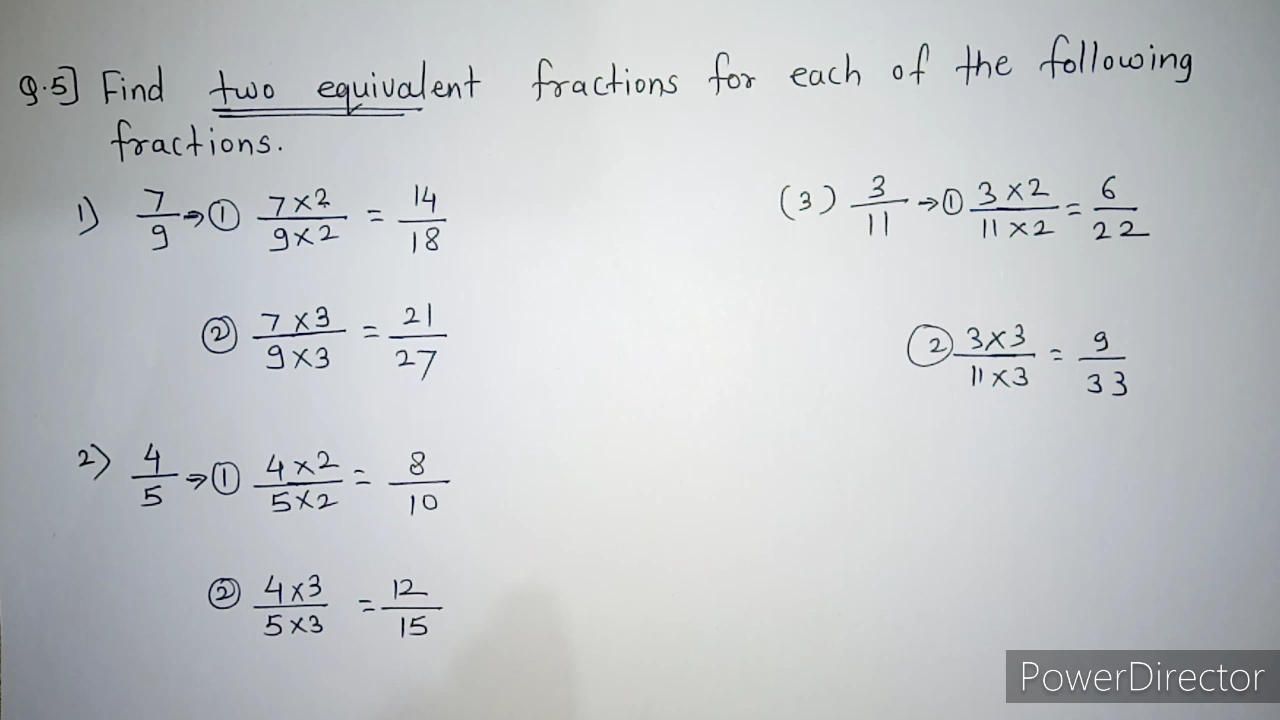 Q.5] Find two equivalent fractions for each of the following
fractions.
1) 7/9 → ① 7×2/9×2 = 14/18
② 7×3/9×3 = 21/27
2) 4/5 → ① 4×2/5×2 = 8/10
② 4×3/5×3 = 12/15
(3) 3/11 → ① 3×2/11×2 = 6/22
② 3×3/11×3 = 9/33
PowerDirector